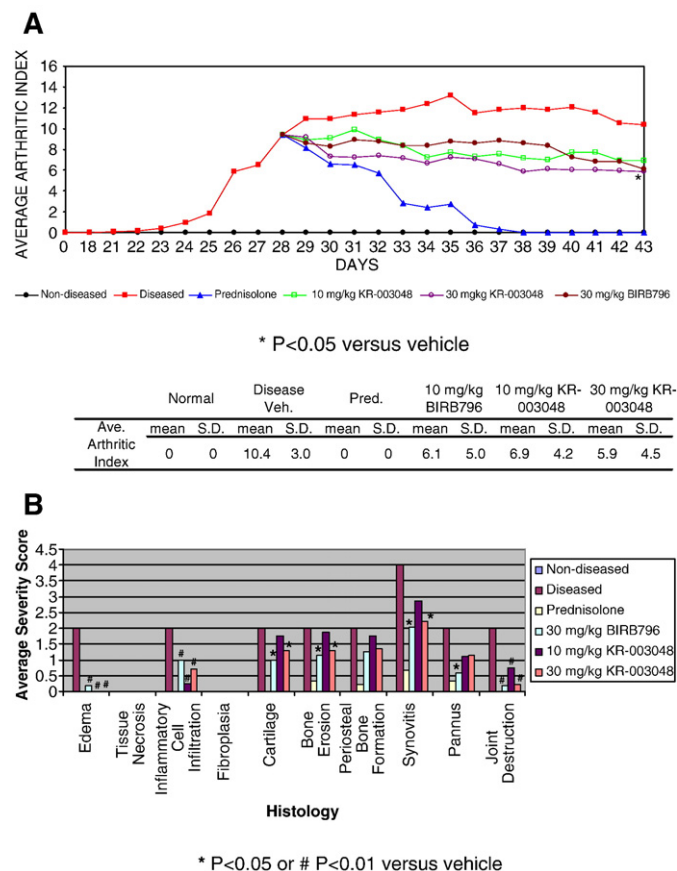 A
AVERAGE ARTHRITIC INDEX
16
14
12
10
8
6
4
2
0
*
0 18 21 22 23 24 25 26 27 28 29 30 31 32 33 34 35 36 37 38 39 40 41 42 43
DAYS
Non-diseased Diseased Prednisolone 10 mg/kg KR-003048 30 mgkg KR-003048 30 mg/kg BIRB796
* P<0.05 versus vehicle
Normal Disease Veh. Pred. 10 mg/kg BIRB796 10 mg/kg KR-003048 30 mg/kg KR-003048
Ave. Arthritic Index
mean S.D. mean S.D. mean S.D. mean S.D. mean S.D. mean S.D.
0 0 10.4 3.0 0 0 6.1 5.0 6.9 4.2 5.9 4.5
B
Average Severity Score
4.5
4
3.5
3
2.5
2
1.5
1
0.5
0
# # #
# # #
* *
* *
* *
*
# # #
Edema
Tissue Necrosis
Inflammatory Cell Infiltration
Fibroplasia
Cartilage
Bone Erosion
Periosteal Bone Formation
Synovitis
Pannus
Joint Destruction
Histology
Non-diseased
Diseased
Prednisolone
30 mg/kg BIRB796
10 mg/kg KR-003048
30 mg/kg KR-003048
* P<0.05 or # P<0.01 versus vehicle